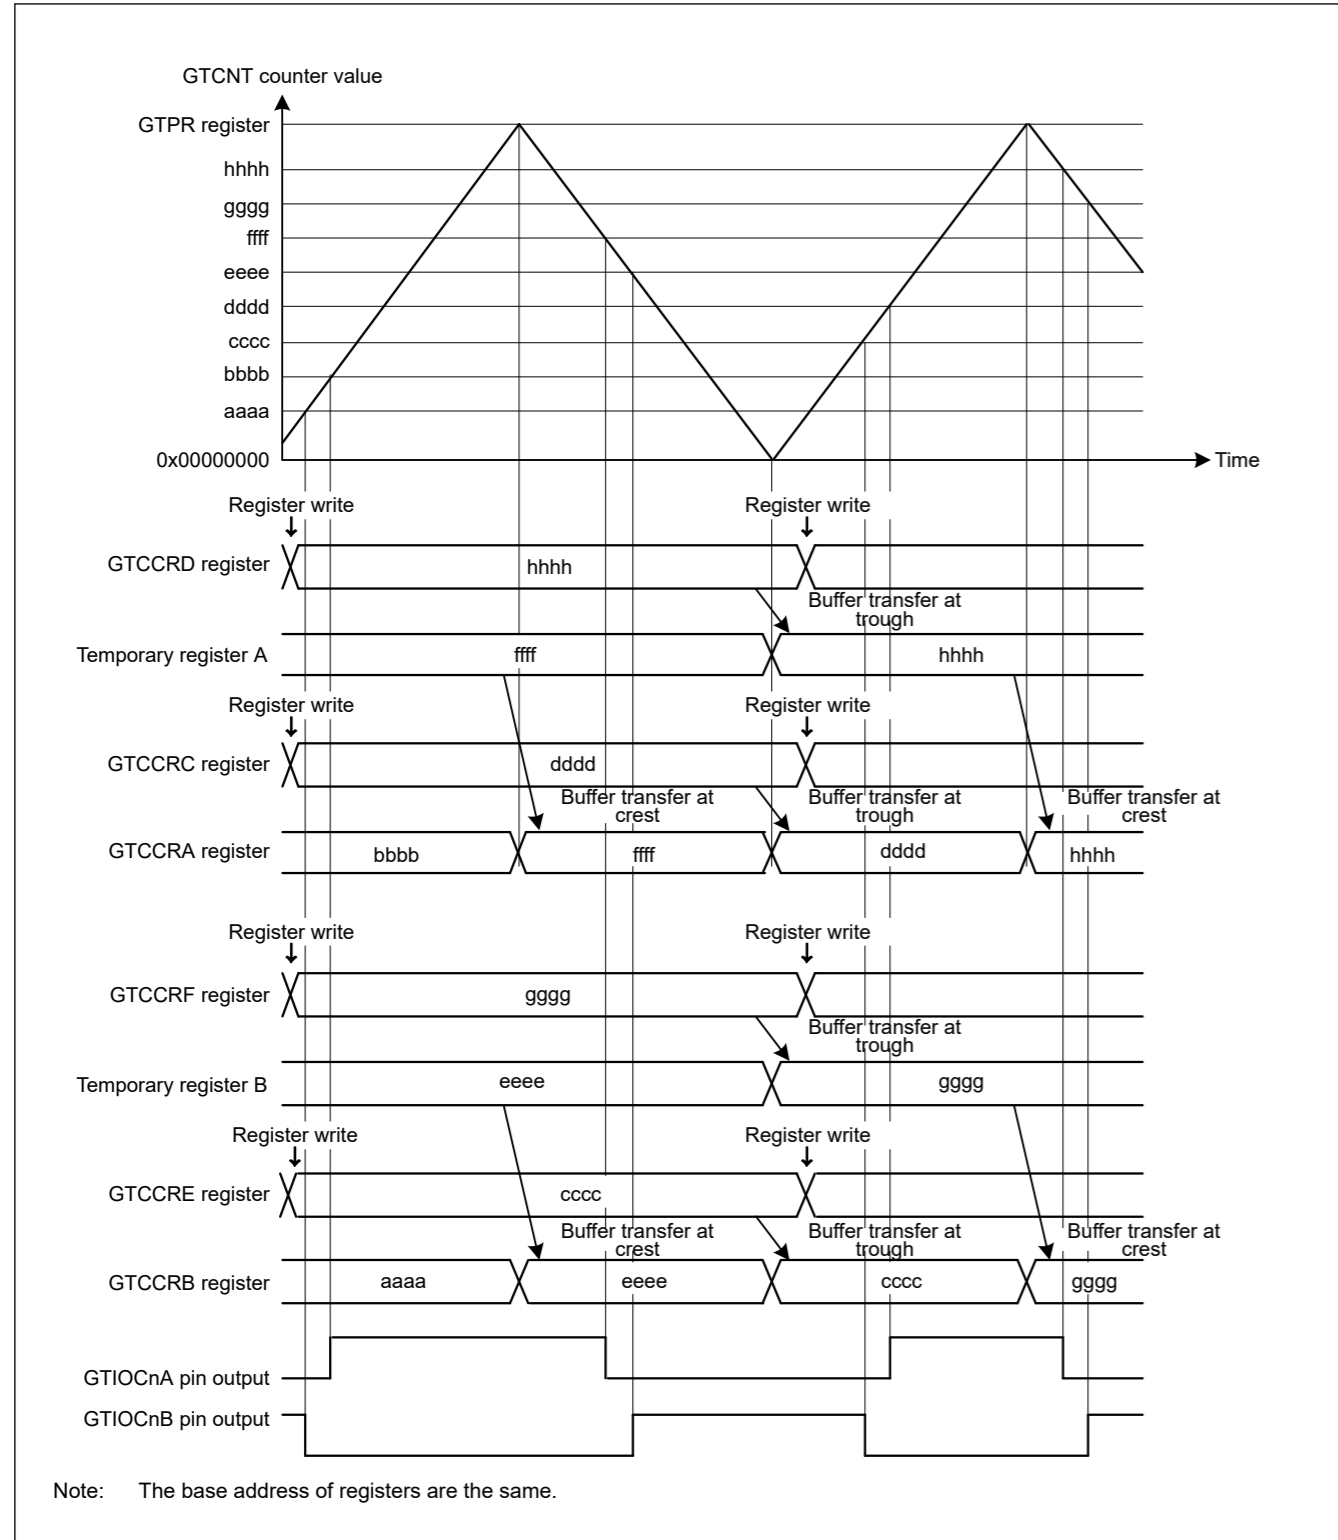 GTCNT counter value
GTPR register
hhhh
gggg
ffff
eeee
dddd
cccc
bbbb
aaaa
0x00000000
Time
Register write
Register write
GTCCRD register
hhhh
Buffer transfer at
trough
Temporary register A
ffff
hhhh
Register write
Register write
GTCCRC register
dddd
Buffer transfer at
crest
Buffer transfer at
trough
Buffer transfer at
crest
GTCCRA register
bbbb
ffff
dddd
hhhh
Register write
Register write
GTCCRF register
gggg
Buffer transfer at
trough
Temporary register B
eeee
gggg
Register write
Register write
GTCCRE register
cccc
Buffer transfer at
crest
Buffer transfer at
trough
Buffer transfer at
crest
GTCCRB register
aaaa
eeee
cccc
gggg
GTIOCnA pin output
GTIOCnB pin output
Note: The base address of registers are the same.